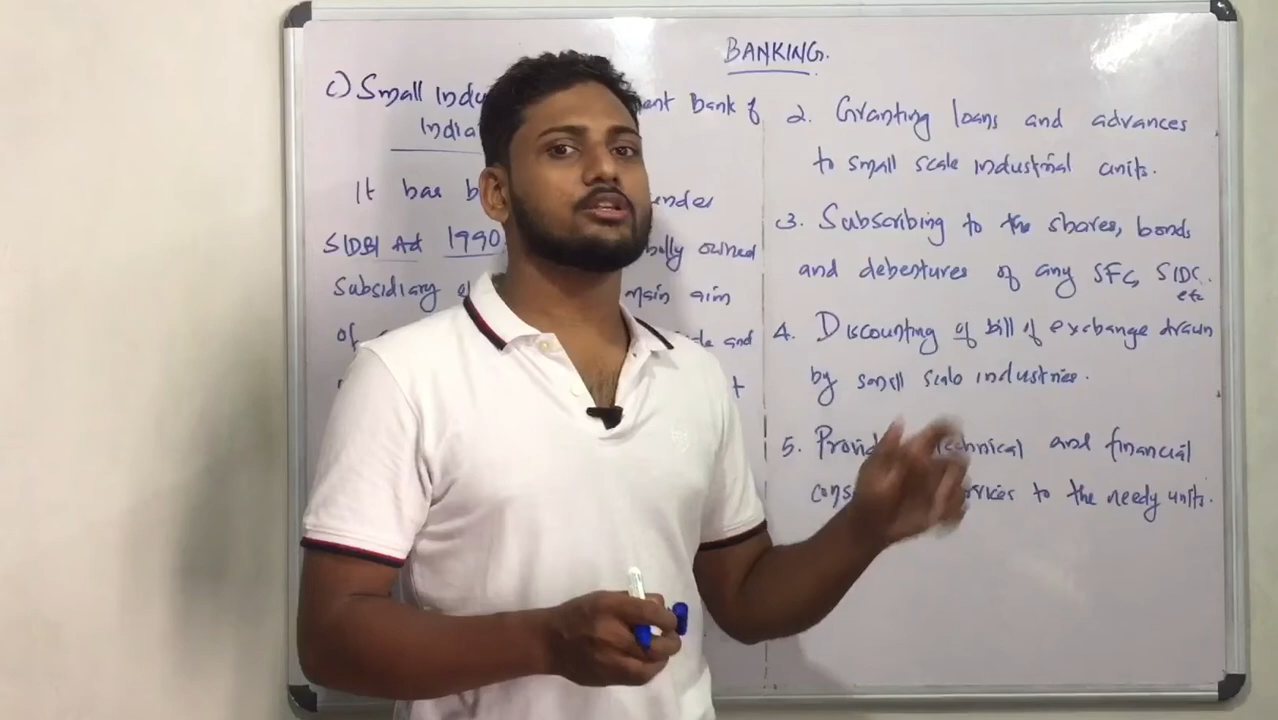 BANKING.
c) Small Indu ent Bank of
India
It has b under
SIDBI Act 1990 holly owned
Subsidiary o main aim
of and
t
2. Granting loans and advances
to small scale industrial units.
3. Subscribing to the shares, bonds
and debentures of any SFC, SIDC.
etc
4. Discounting of bill of exchange drawn
by small scale industries.
5. Provid technical and financial
cons rvices to the needy units.